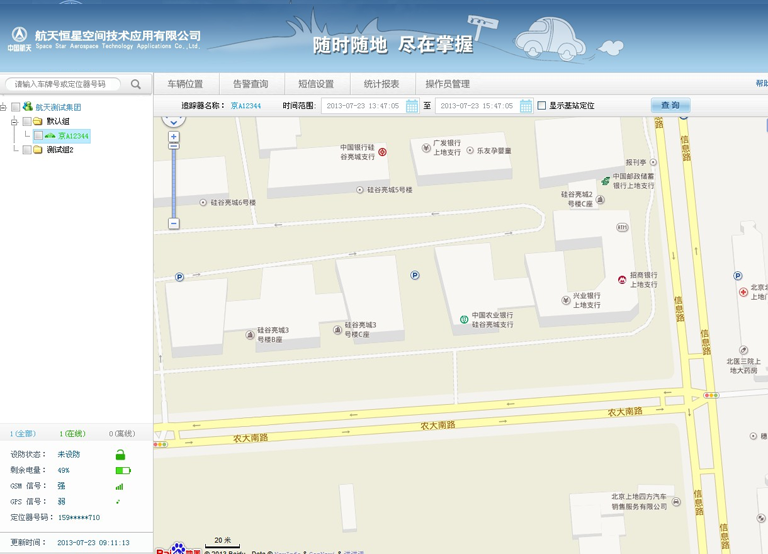 航天恒星空间技术应用有限公司
中国航天 Space Star Aerospace Technology Applications Co.,Ltd.
随时随地 尽在掌握
请输入车牌号或定位器号码
车辆位置 告警查询 短信设置 统计报表 操作员管理 帮助
航天测试集团
默认组
京A12344
测试组2
追踪器名称: 京A12344 时间范围: 2013-07-23 13:47:05 至 2013-07-23 15:47:05 显示基站定位 查 询
中国银行硅
谷亮城支行
广发银行
上地支行
乐友孕婴童
信息路
信息路
报刊亭
中国邮政储蓄
银行上地支行
硅谷亮城5号楼
硅谷亮城6号楼
硅谷亮城2
号楼C座
招商银行
上地支行
兴业银行
上地支行
中国农业银行
硅谷亮城支行
硅谷亮城3
号楼B座
硅谷亮城3
号楼C座
信息路
信息路
北京北
上地广
北医三院上
地大药房
农大南路
农大南路
农大南路
北京上地四方汽车
销售服务有限公司
信息路
信息路
20 米
© 2013 Baidu
1(全部) 1(在线) 0(离线)
设防状态: 未设防
剩余电量: 49%
GSM 信号: 强
GPS 信号: 弱
定位器号码: 159*****710
更新时间: 2013-07-23 09:11:13